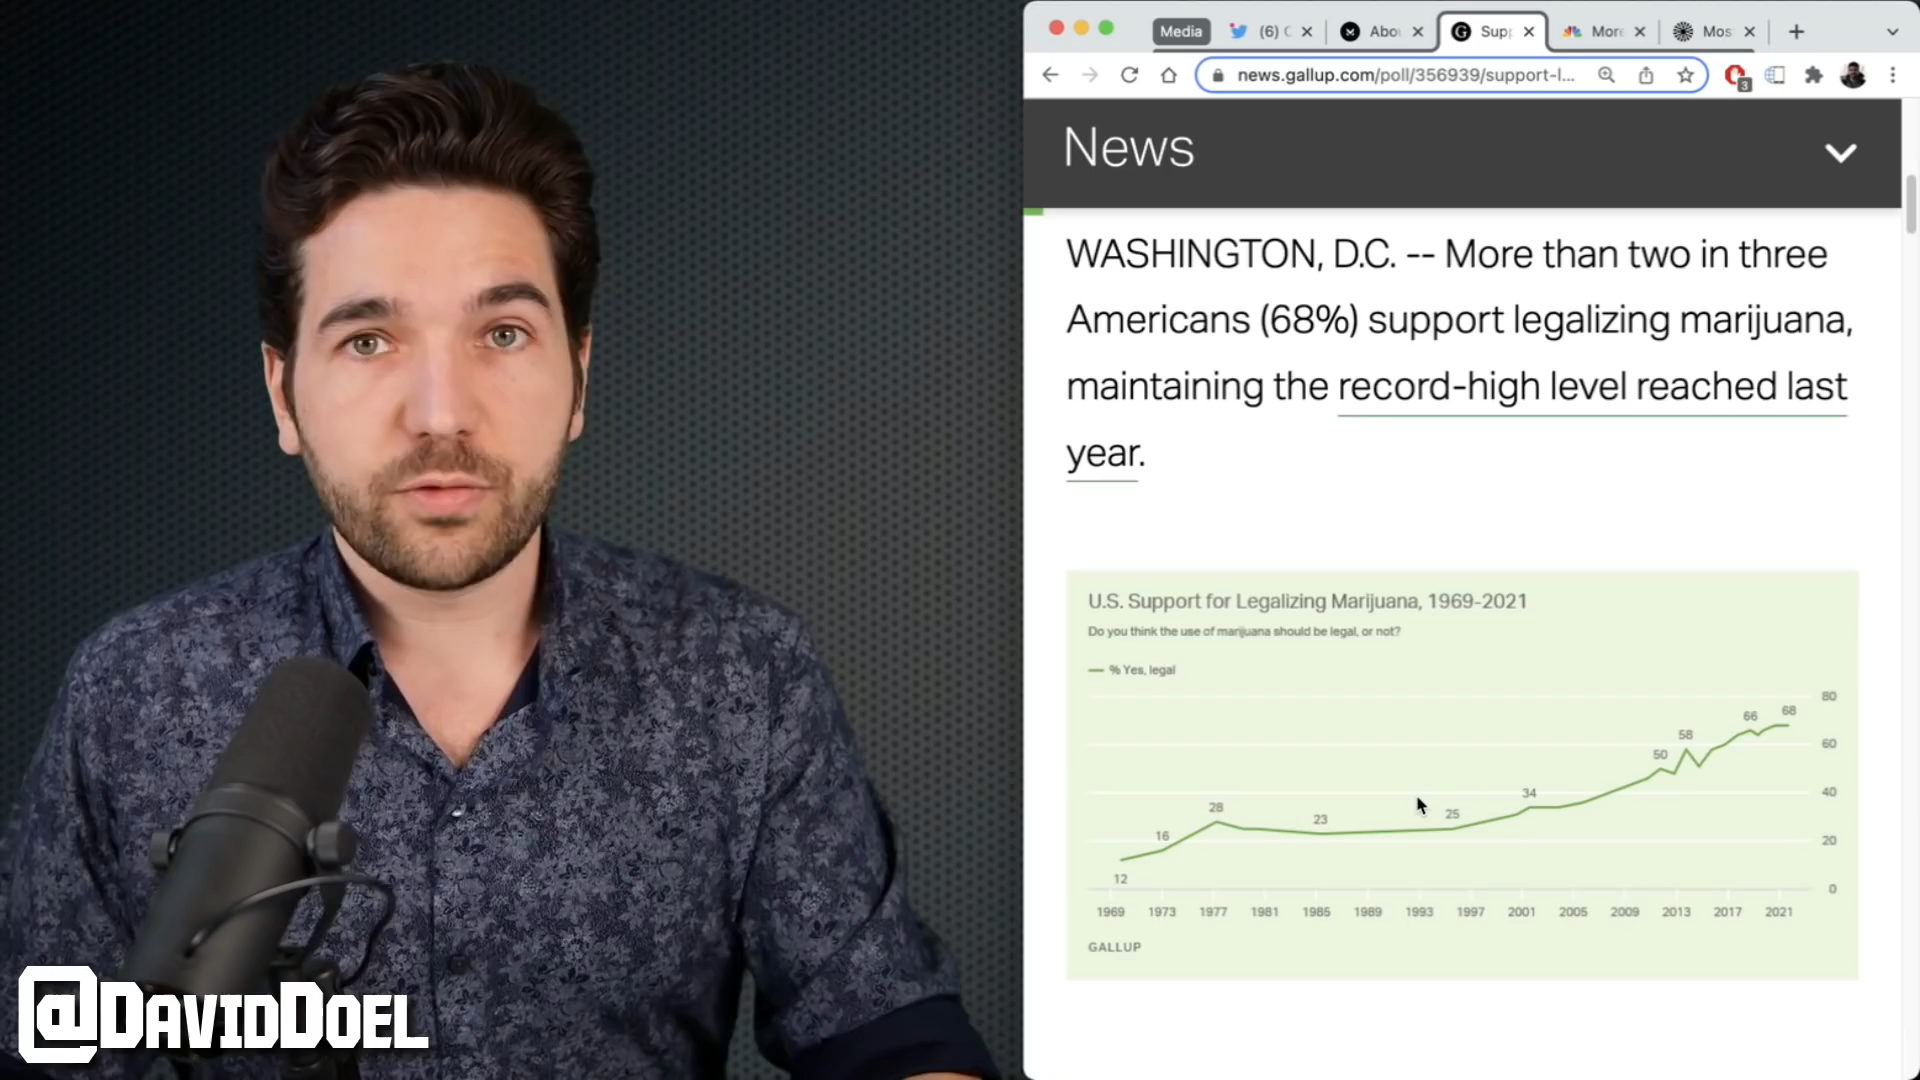 Media
(6) C
Abo
Sup
Mor
Mos
news.gallup.com/poll/356939/support-l...
3
News
WASHINGTON, D.C. -- More than two in three
Americans (68%) support legalizing marijuana,
maintaining the record-high level reached last
year.
U.S. Support for Legalizing Marijuana, 1969-2021
Do you think the use of marijuana should be legal, or not?
% Yes, legal
80
60
40
20
0
12
16
28
23
25
34
50
58
66
68
1969 1973 1977 1981 1985 1989 1993 1997 2001 2005 2009 2013 2017 2021
GALLUP
@DAVIDDOEL